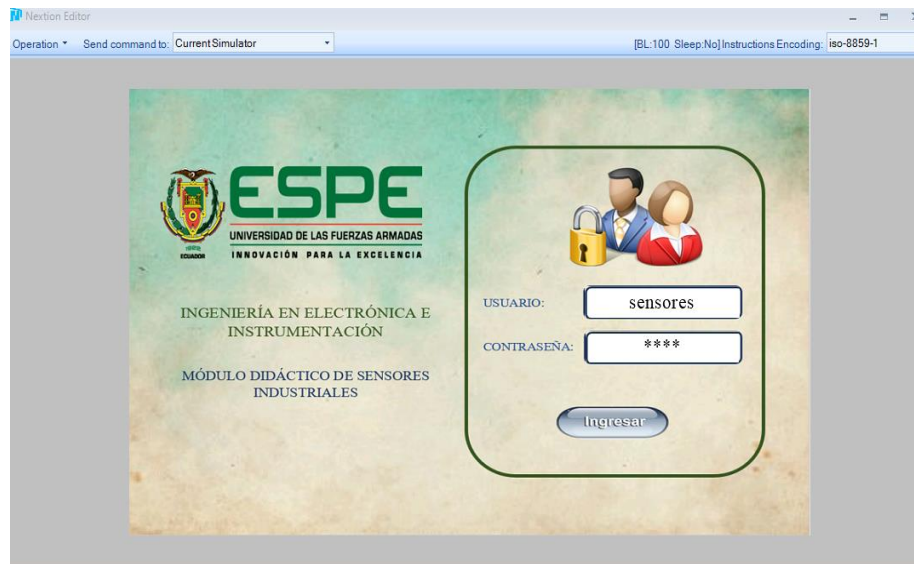 Nextion Editor
Operation Send command to: Current Simulator [BL:100 Sleep:No] Instructions Encoding: iso-8859-1
ESPE
UNIVERSIDAD DE LAS FUERZAS ARMADAS
INNOVACIÓN PARA LA EXCELENCIA
ECUADOR
INGENIERÍA EN ELECTRÓNICA E
INSTRUMENTACIÓN
MÓDULO DIDÁCTICO DE SENSORES
INDUSTRIALES
USUARIO: sensores
CONTRASEÑA: ****
Ingresar